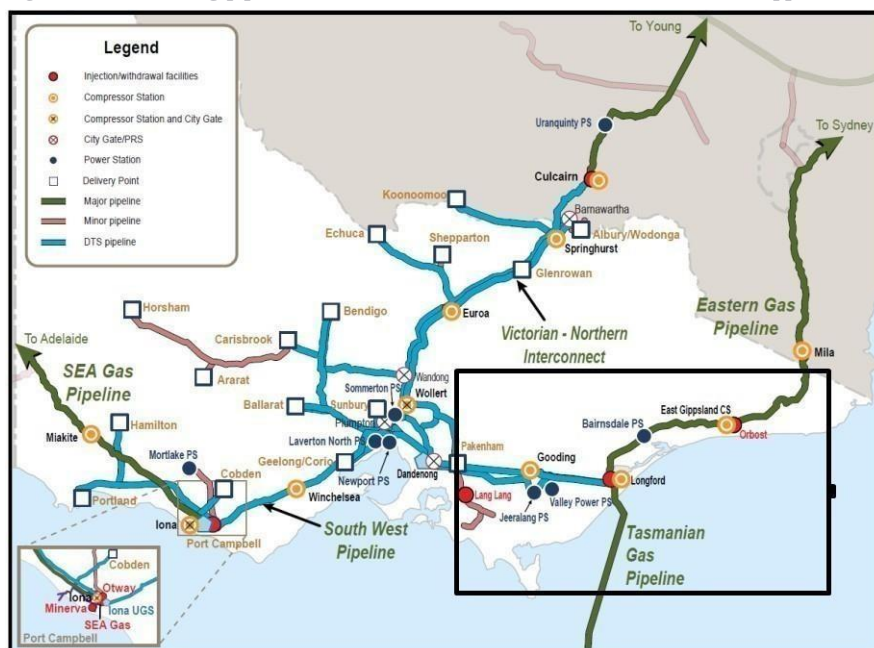 Legend
Injection/withdrawal facilities
Compressor Station
Compressor Station and City Gate
City Gate/PRS
Power Station
Delivery Point
Major pipeline
Minor pipeline
DTS pipeline
To Young
Uranquinty PS
To Sydney
Culcairn
Koonoomoo
Barnawartha
Echuca
Shepparton
Albury/Wodonga
Springhurst
Glenrowan
Horsham
Bendigo
Euroa
Eastern Gas
Pipeline
To Adelaide
Carisbrook
Victorian - Northern
Interconnect
Mila
SEA Gas
Pipeline
Ararat
Wandong
Sommerton PS
Wollert
Ballarat
Sunbury
Plumpton
East Gippsland CS
Bairnsdale PS
Orbost
Hamilton
Miakite
Laverton North PS
Pakenham
Gooding
Mortlake PS
Geelong/Corio
Newport PS
Dandenong
Longford
Cobden
Winchelsea
Lang Lang
Valley Power PS
Jeeralang PS
Portland
Iona
Port Campbell
South West
Pipeline
Tasmanian
Gas
Pipeline
Cobden
Iona
Otway
Minerva
Iona UGS
SEA Gas
Port Campbell